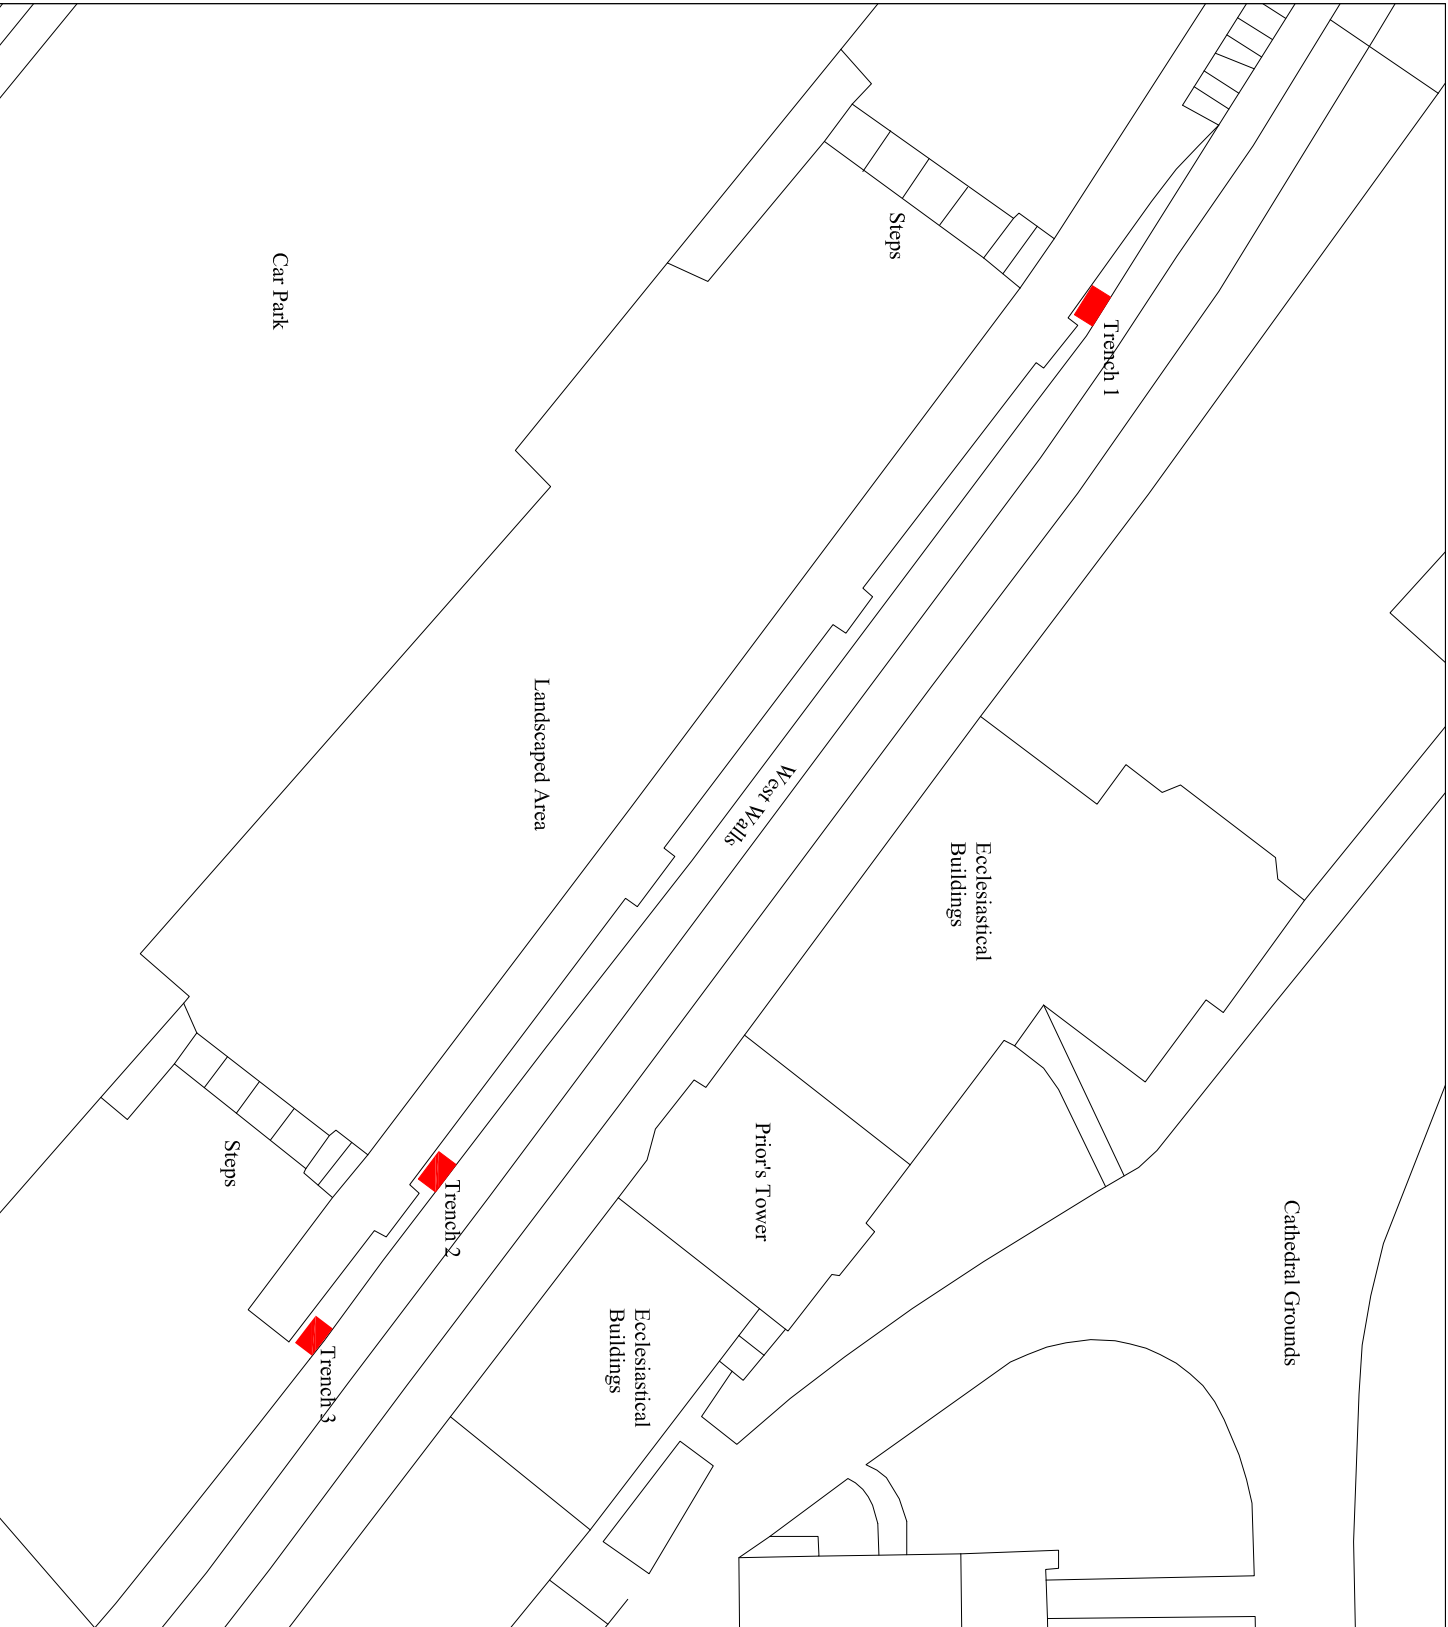 Cathedral Grounds
Trench 1
Ecclesiastical
Buildings
Steps
West Walls
Prior's Tower
Ecclesiastical
Buildings
Landscaped Area
Trench 2
Trench 3
Car Park
Steps